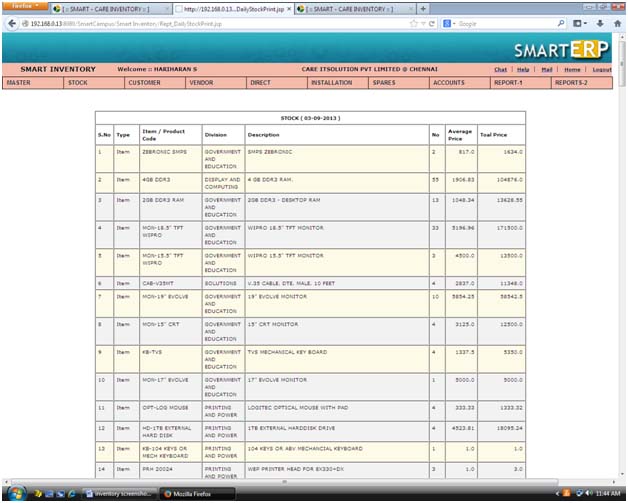 Firefox
[ :: SMART - CARE INVENTORY :: ]
http://192.168.0.13..._DailyStockPrint.jsp
[ :: SMART - CARE INVENTORY :: ]
192.168.0.13:8089/SmartCampus/Smart Inventory/Rept_DailyStockPrint.jsp
Google
SMARTERP
SMART INVENTORY Welcome :: HARIHARAN S CARE ITSOLUTION PVT LIMITED @ CHENNAI Chat | Help | Mail | Home | Logout
MASTER STOCK CUSTOMER VENDOR DIRECT INSTALLATION SPARES ACCOUNTS REPORT-1 REPORTS-2
STOCK ( 03-09-2013 )
S.No Type Item / Product Code Division Description No Average Price Toal Price
1 Item ZEBRONIC SMPS GOVERNMENT AND EDUCATION SMPS ZEBRONIC 2 817.0 1634.0
2 Item 4GB DDR3 DISPLAY AND COMPUTING 4 GB DDR3 RAM. 55 1906.83 104876.0
3 Item 2GB DDR3 RAM GOVERNMENT AND EDUCATION 2GB DDR3 - DESKTOP RAM 13 1048.34 13628.55
4 Item MON-18.5" TFT WIPRO GOVERNMENT AND EDUCATION WIPRO 18.5" TFT MONITOR 33 5196.96 171500.0
5 Item MON-15.5" TFT WIPRO GOVERNMENT AND EDUCATION WIPRO 15.5" TFT MONITOR 3 4500.0 13500.0
6 Item CAB-V35MT SOLUTIONS V.35 CABLE, DTE, MALE, 10 FEET 4 2837.0 11348.0
7 Item MON-19" EVOLVE GOVERNMENT AND EDUCATION 19" EVOLVE MONITOR 10 5854.25 58542.5
8 Item MON-15" CRT GOVERNMENT AND EDUCATION 15" CRT MONITOR 4 3125.0 12500.0
9 Item KB-TVS GOVERNMENT AND EDUCATION TVS MECHANICAL KEY BOARD 4 1337.5 5350.0
10 Item MON-17" EVOLVE GOVERNMENT AND EDUCATION 17" EVOLVE MONITOR 1 5000.0 5000.0
11 Item OPT-LOG MOUSE PRINTING AND POWER LOGITEC OPTICAL MOUSE WITH PAD 4 333.33 1333.32
12 Item HD-1TB EXTERNAL HARD DISK PRINTING AND POWER 1TB EXTERNAL HARDDISK DRIVE 4 4523.81 18095.24
13 Item KB-104 KEYS OR MECH KEYBOARD PRINTING AND POWER 104 KEYS OR ABV MECHANCIAL KEYBOARD 1 1.0 1.0
14 Item PRH 20024 PRINTING AND POWER WEP PRINTER HEAD FOR EX330+DX 3 1.0 3.0
inventory screensho...
Mozilla Firefox
11:44 AM